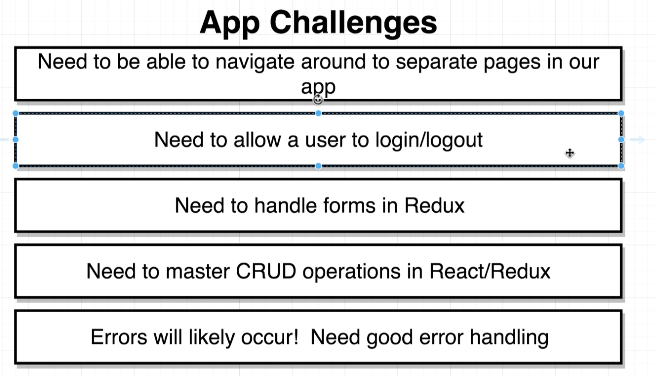 App Challenges
Need to be able to navigate around to separate pages in our
app
Need to allow a user to login/logout
Need to handle forms in Redux
Need to master CRUD operations in React/Redux
Errors will likely occur!  Need good error handling